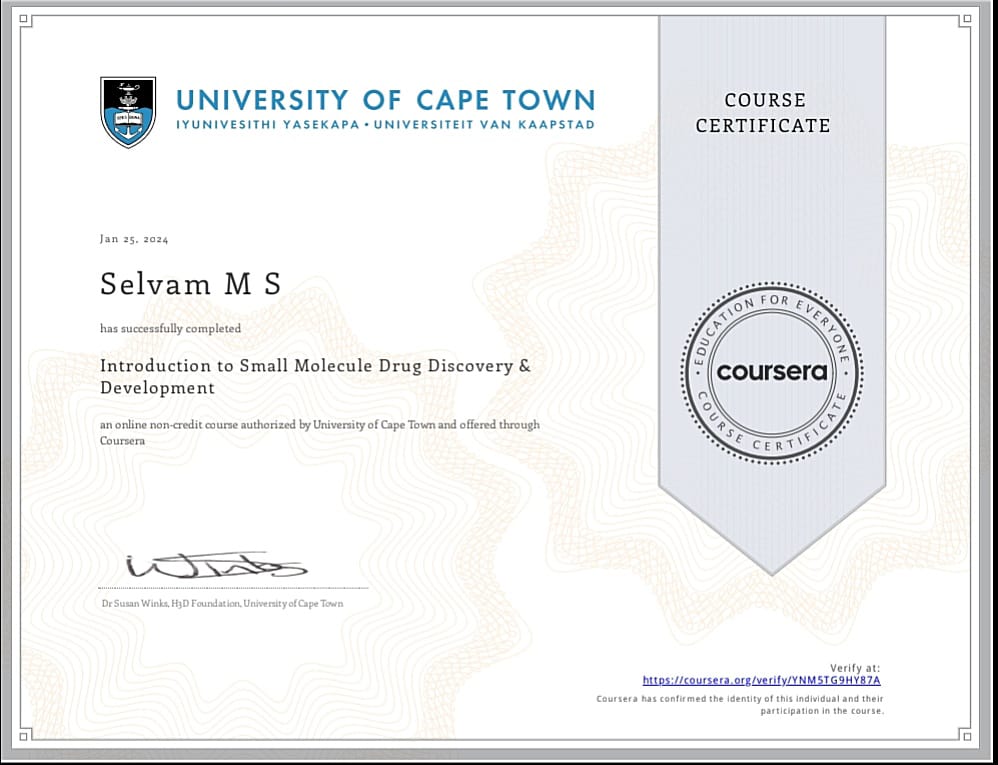 UNIVERSITY OF CAPE TOWN
IYUNIVESITHI YASEKAPA • UNIVERSITEIT VAN KAAPSTAD
COURSE
CERTIFICATE
Jan 25, 2024
Selvam M S
has successfully completed
Introduction to Small Molecule Drug Discovery &
Development
an online non-credit course authorized by University of Cape Town and offered through
Coursera
EDUCATION FOR EVERYONE
coursera
COURSE CERTIFICATE
Dr Susan Winks, H3D Foundation, University of Cape Town
Verify at:
https://coursera.org/verify/YNM5TG9HY87A
Coursera has confirmed the identity of this individual and their
participation in the course.